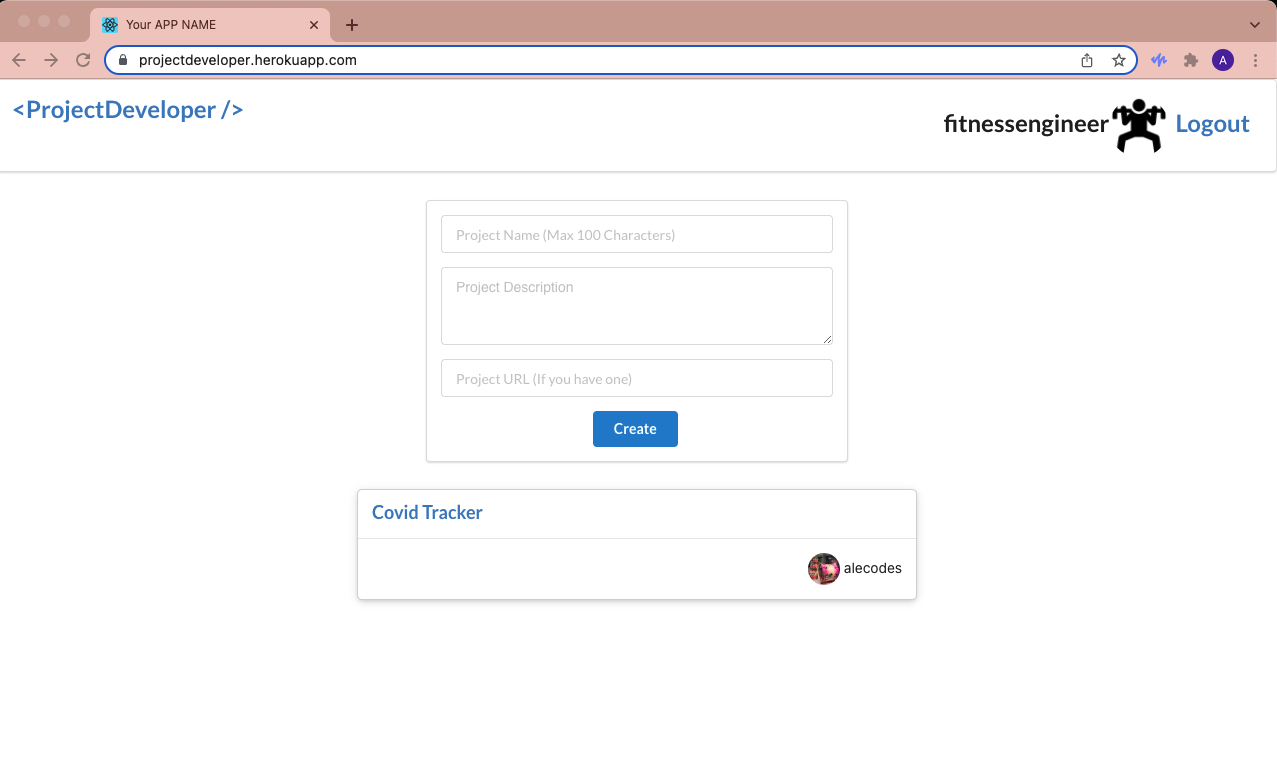 Your APP NAME
projectdeveloper.herokuapp.com
A
<ProjectDeveloper />
fitnessengineer Logout
Project Name (Max 100 Characters)
Project Description
Project URL (If you have one)
Create
Covid Tracker
alecodes